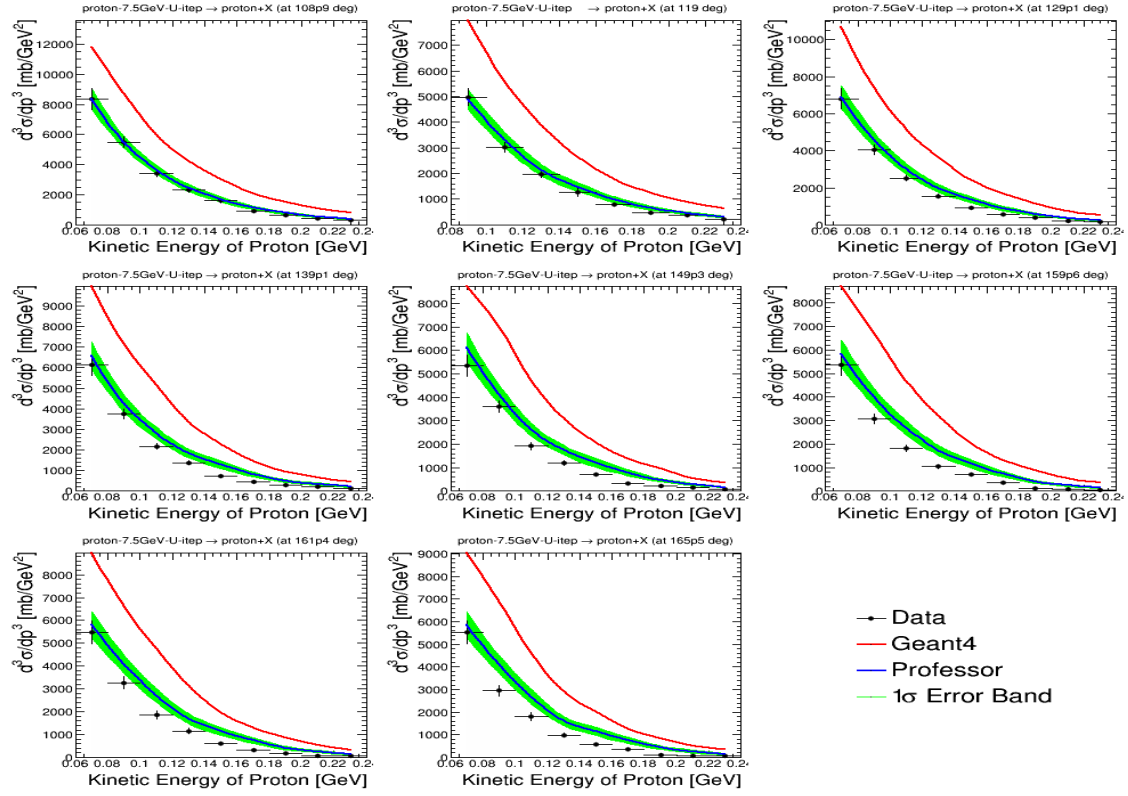 proton-7.5GeV-U-itep → proton+X (at 108p9 deg)
d³σ/dp³ [mb/GeV²]
12000
10000
8000
6000
4000
2000
0
0.06 0.08 0.1 0.12 0.14 0.16 0.18 0.2 0.22 0.24
Kinetic Energy of Proton [GeV]
proton-7.5GeV-U-itep → proton+X (at 119 deg)
d³σ/dp³ [mb/GeV²]
7000
6000
5000
4000
3000
2000
1000
0
0.06 0.08 0.1 0.12 0.14 0.16 0.18 0.2 0.22 0.24
Kinetic Energy of Proton [GeV]
proton-7.5GeV-U-itep → proton+X (at 129p1 deg)
d³σ/dp³ [mb/GeV²]
10000
8000
6000
4000
2000
0
0.06 0.08 0.1 0.12 0.14 0.16 0.18 0.2 0.22 0.24
Kinetic Energy of Proton [GeV]
proton-7.5GeV-U-itep → proton+X (at 139p1 deg)
d³σ/dp³ [mb/GeV²]
9000
8000
7000
6000
5000
4000
3000
2000
1000
0
0.06 0.08 0.1 0.12 0.14 0.16 0.18 0.2 0.22 0.24
Kinetic Energy of Proton [GeV]
proton-7.5GeV-U-itep → proton+X (at 149p3 deg)
d³σ/dp³ [mb/GeV²]
8000
7000
6000
5000
4000
3000
2000
1000
0
0.06 0.08 0.1 0.12 0.14 0.16 0.18 0.2 0.22 0.24
Kinetic Energy of Proton [GeV]
proton-7.5GeV-U-itep → proton+X (at 159p6 deg)
d³σ/dp³ [mb/GeV²]
8000
7000
6000
5000
4000
3000
2000
1000
0
0.06 0.08 0.1 0.12 0.14 0.16 0.18 0.2 0.22 0.24
Kinetic Energy of Proton [GeV]
proton-7.5GeV-U-itep → proton+X (at 161p4 deg)
d³σ/dp³ [mb/GeV²]
8000
7000
6000
5000
4000
3000
2000
1000
0
0.06 0.08 0.1 0.12 0.14 0.16 0.18 0.2 0.22 0.24
Kinetic Energy of Proton [GeV]
proton-7.5GeV-U-itep → proton+X (at 165p5 deg)
d³σ/dp³ [mb/GeV²]
9000
8000
7000
6000
5000
4000
3000
2000
1000
0
0.06 0.08 0.1 0.12 0.14 0.16 0.18 0.2 0.22 0.24
Kinetic Energy of Proton [GeV]
Data
Geant4
Professor
1σ Error Band